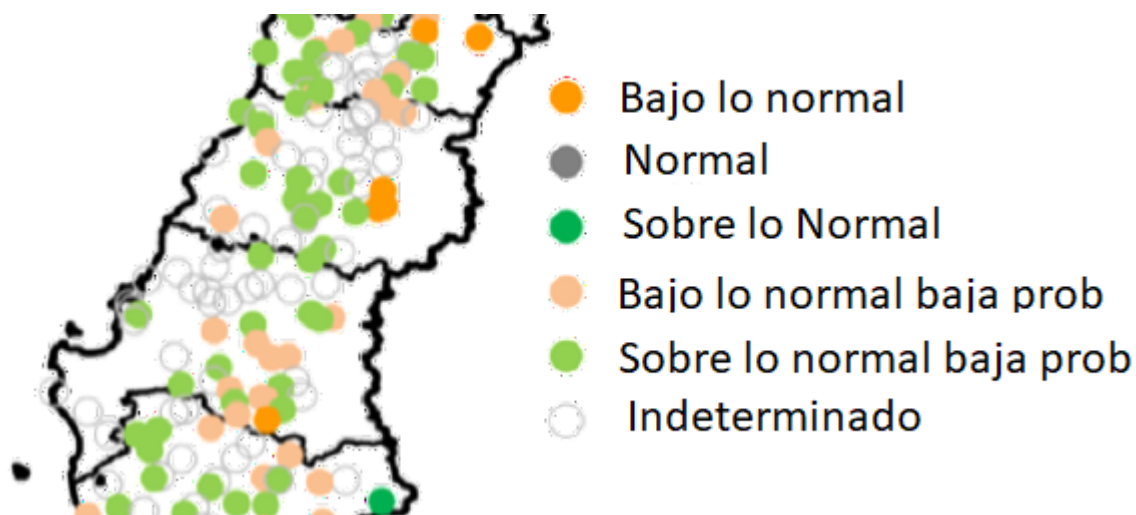 Bajo lo normal
Normal
Sobre lo Normal
Bajo lo normal baja prob
Sobre lo normal baja prob
Indeterminado